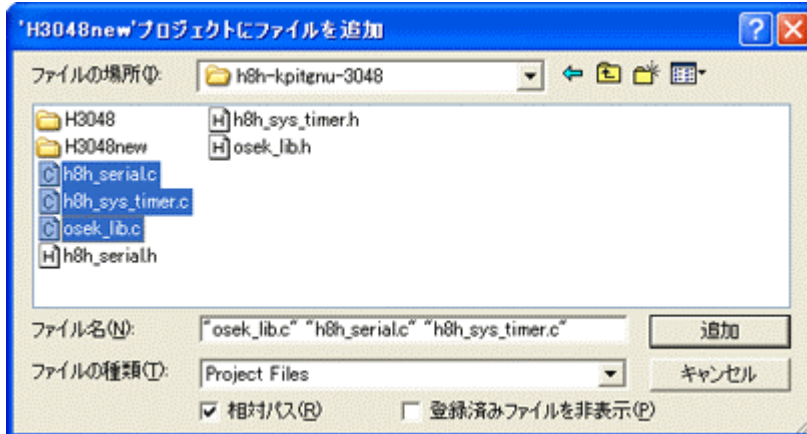 'H3048new'プロジェクトにファイルを追加
ファイルの場所(I):
h8h-kpitgnu-3048
H3048
H3048new
h8h_serial.c
h8h_sys_timer.c
osek_lib.c
h8h_serial.h
h8h_sys_timer.h
osek_lib.h
ファイル名(N):
"osek_lib.c" "h8h_serial.c" "h8h_sys_timer.c"
追加
ファイルの種類(T):
Project Files
キャンセル
相対パス(R)
登録済みファイルを非表示(P)